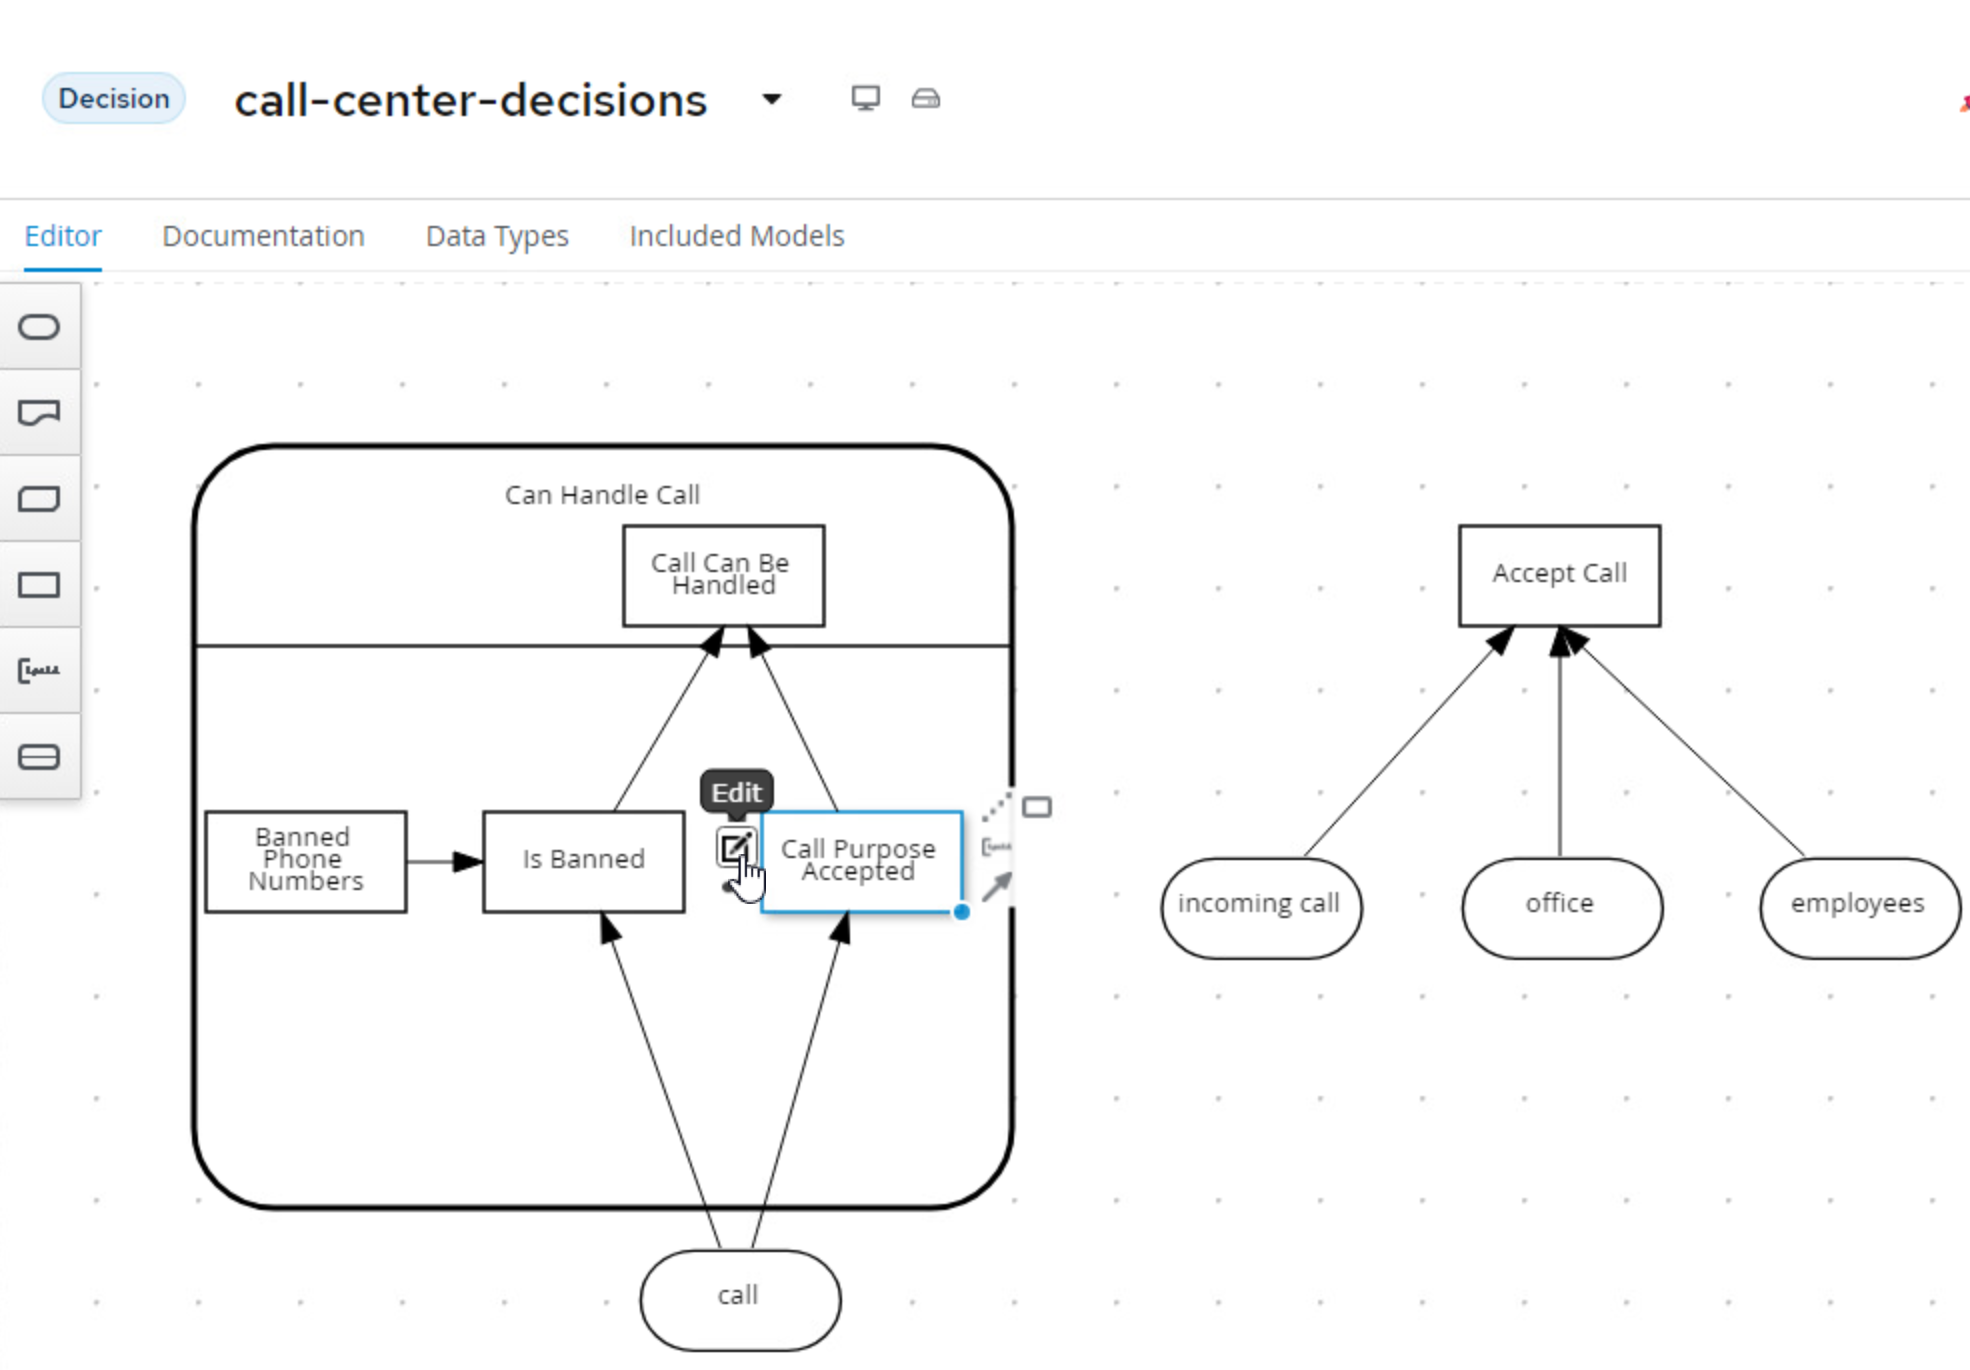 Decision
call-center-decisions
Editor
Documentation
Data Types
Included Models
Can Handle Call
Call Can Be
Handled
Accept Call
Edit
Banned
Phone
Numbers
Is Banned
Call Purpose
Accepted
incoming call
office
employees
call